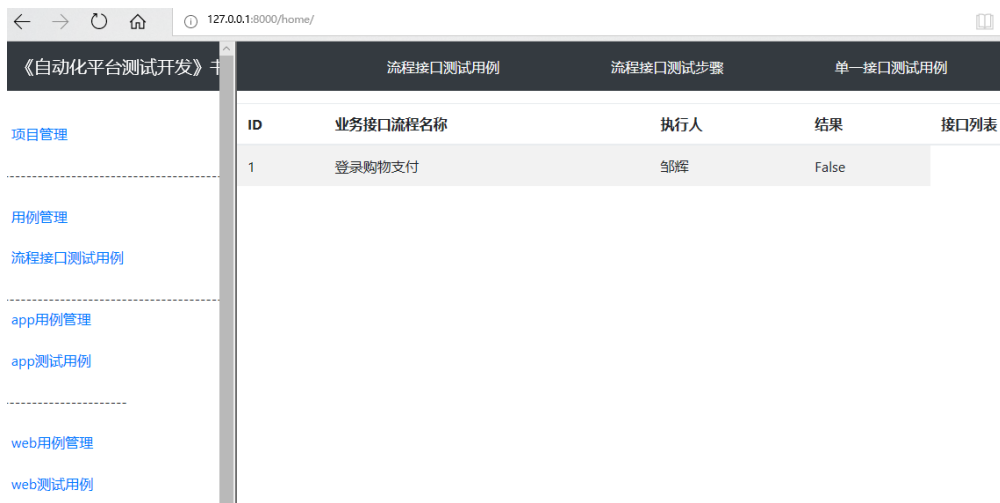 127.0.0.1:8000/home/
《自动化平台测试开发》 流程接口测试用例 流程接口测试步骤 单一接口测试用例
项目管理
ID 业务接口流程名称 执行人 结果 接口列表
1 登录购物支付 邹辉 False
--------------------------------------------
用例管理
流程接口测试用例
--------------------------------------------
app用例管理
app测试用例
-------------------------
web用例管理
web测试用例